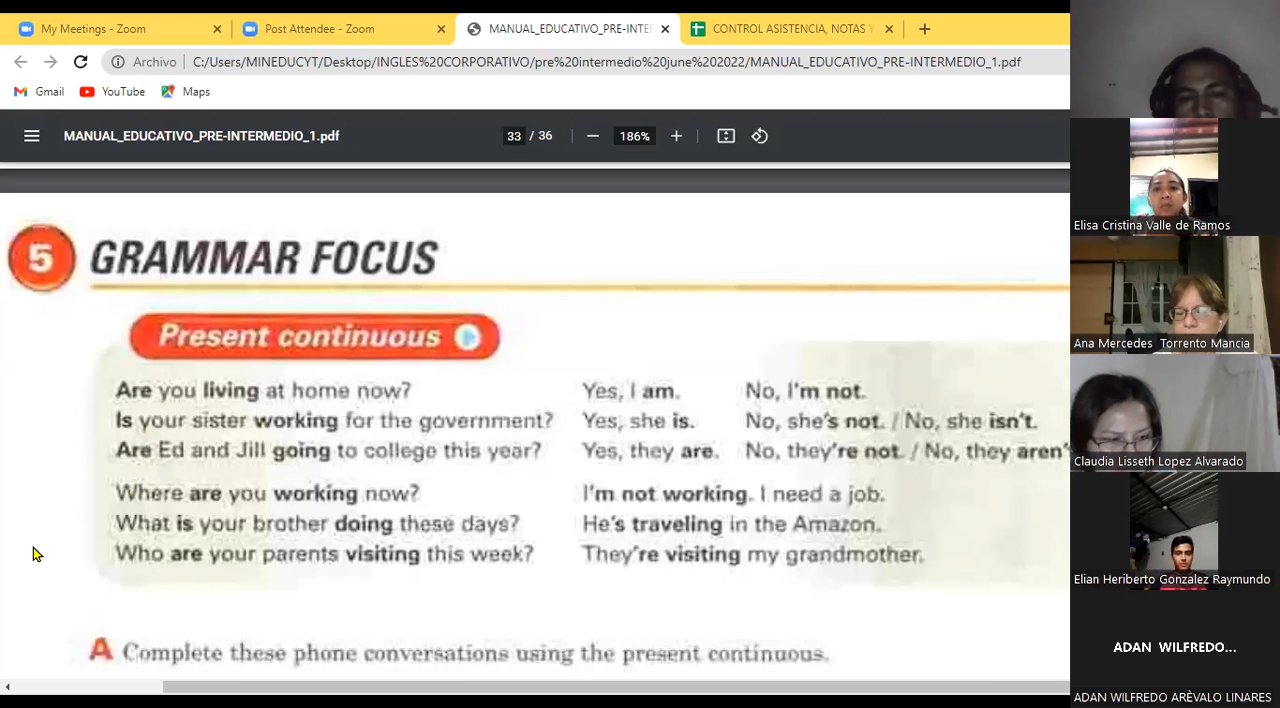 My Meetings - Zoom
Post Attendee - Zoom
MANUAL_EDUCATIVO_PRE-INTER
CONTROL ASISTENCIA, NOTAS Y
Archivo C:/Users/MINEDUCYT/Desktop/INGLES%20CORPORATIVO/pre%20intermedio%20june%202022/MANUAL_EDUCATIVO_PRE-INTERMEDIO_1.pdf
Gmail YouTube Maps
MANUAL_EDUCATIVO_PRE-INTERMEDIO_1.pdf 33 / 36 186%
5 GRAMMAR FOCUS
Present continuous
Are you living at home now? Yes, I am. No, I'm not.
Is your sister working for the government? Yes, she is. No, she's not. / No, she isn't.
Are Ed and Jill going to college this year? Yes, they are. No, they're not. / No, they aren't
Where are you working now? I'm not working. I need a job.
What is your brother doing these days? He's traveling in the Amazon.
Who are your parents visiting this week? They're visiting my grandmother.
A Complete these phone conversations using the present continuous.
Elisa Cristina Valle de Ramos
Ana Mercedes Torrento Mancia
Claudia Lisseth Lopez Alvarado
Elian Heriberto Gonzalez Raymundo
ADAN WILFREDO...
ADAN WILFREDO ARÈVALO LINARES